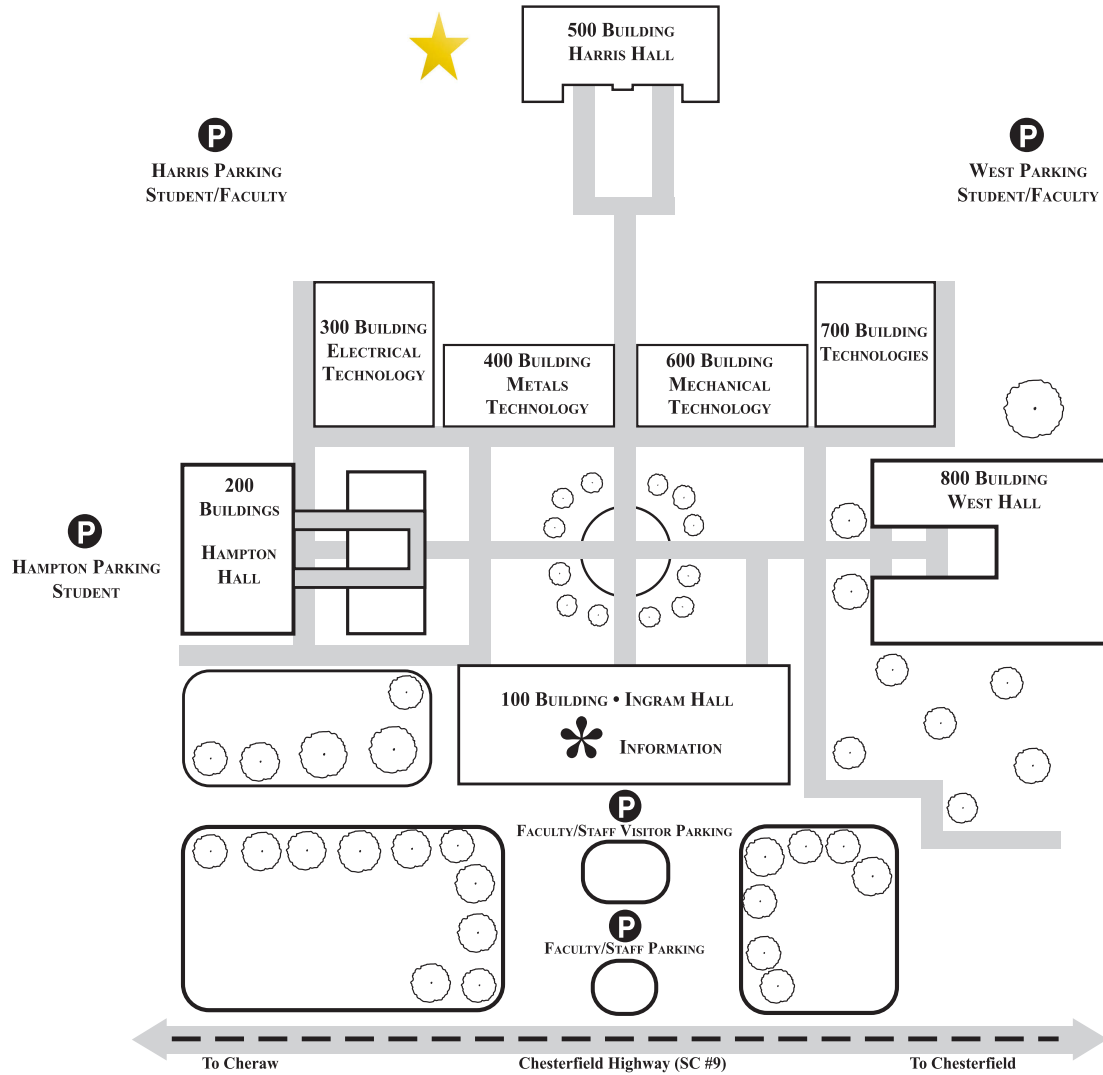 500 Building
Harris Hall
P
Harris Parking
Student/Faculty
P
West Parking
Student/Faculty
300 Building
Electrical
Technology
400 Building
Metals
Technology
600 Building
Mechanical
Technology
700 Building
Technologies
200
Buildings
Hampton
Hall
800 Building
West Hall
P
Hampton Parking
Student
100 Building • Ingram Hall
* Information
P
Faculty/Staff Visitor Parking
P
Faculty/Staff Parking
To Cheraw
Chesterfield Highway (SC #9)
To Chesterfield